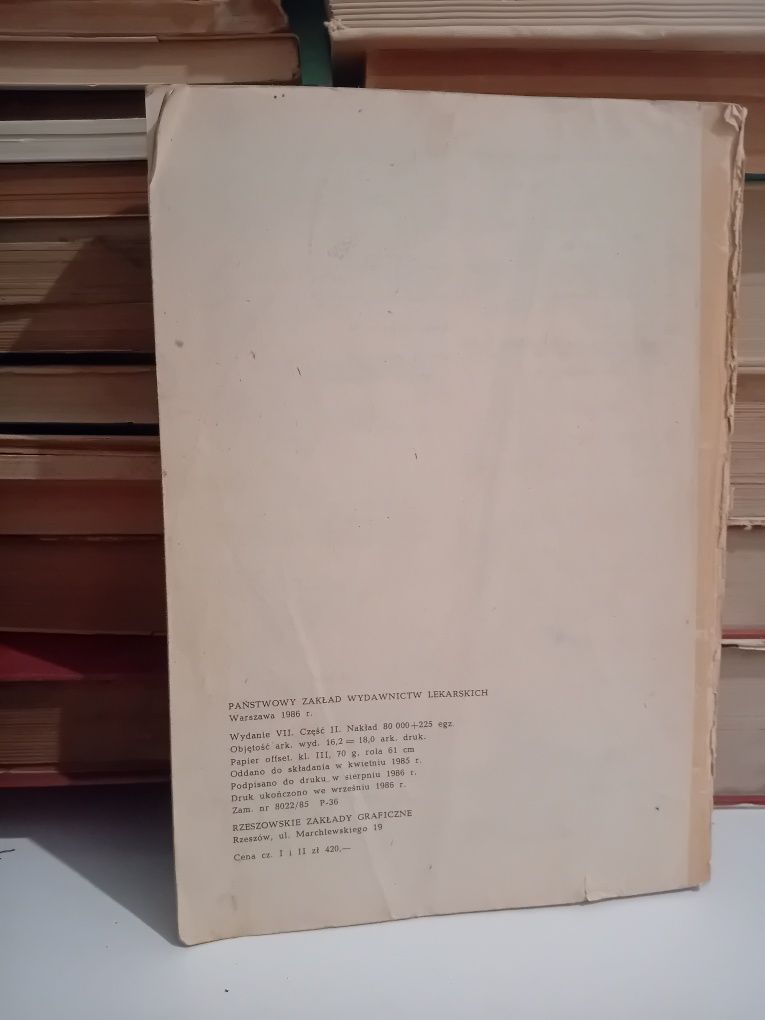 PAŃSTWOWY ZAKŁAD WYDAWNICTW LEKARSKICH
Warszawa 1986 r.
Wydanie VII. Część II. Nakład 80 000+225 egz.
Objętość ark. wyd. 16,2 = 18,0 ark. druk.
Papier offset. kl. III, 70 g. rola 61 cm
Oddano do składania w kwietniu 1985 r.
Podpisano do druku w sierpniu 1986 r.
Druk ukończono we wrześniu 1986 r.
Zam. nr 8022/85 P-36
RZESZOWSKIE ZAKŁADY GRAFICZNE
Rzeszów, ul. Marchlewskiego 19
Cena cz. I i II zł 420,—